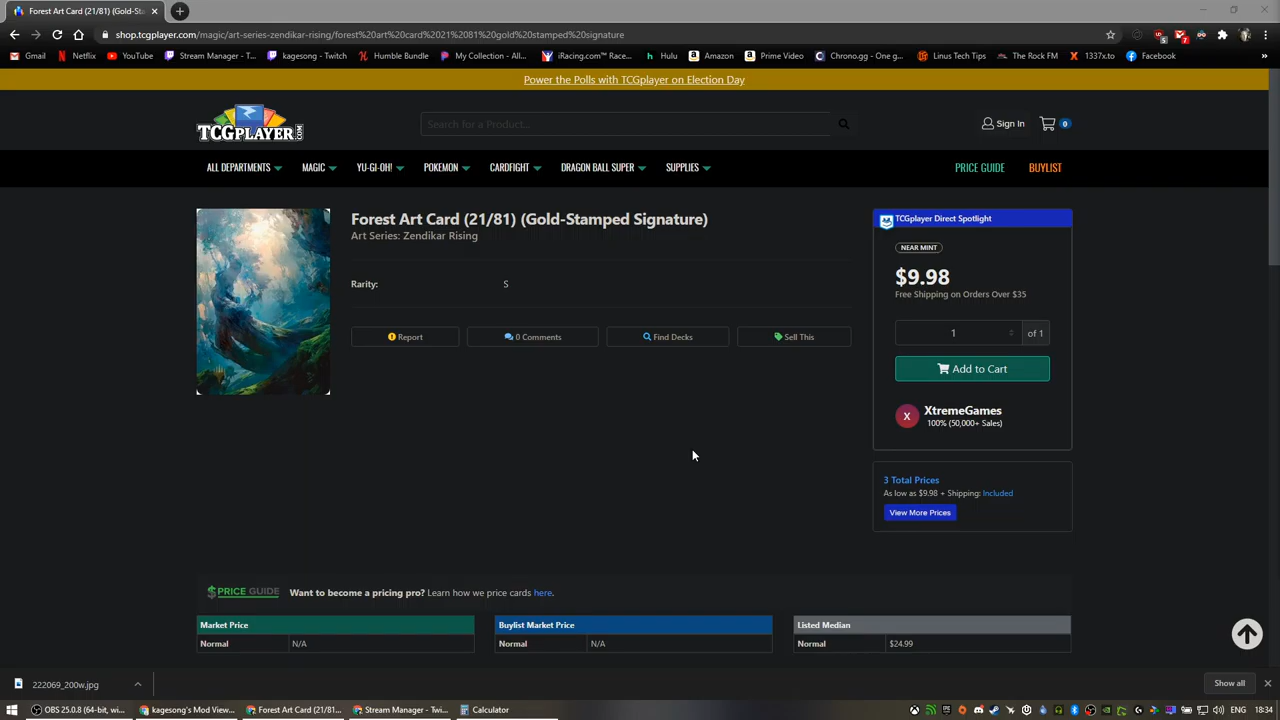 Forest Art Card (21/81) (Gold-Sta
shop.tcgplayer.com/magic/art-series-zendikar-rising/forest%20art%20card%2021%2081%20gold%20stamped%20signature
Gmail Netflix YouTube Stream Manager - T... kagesong - Twitch Humble Bundle My Collection - All... iRacing.com™ Race... Hulu Amazon Prime Video Chrono.gg - One g... Linus Tech Tips The Rock FM 1337x.to Facebook
Power the Polls with TCGplayer on Election Day
TCGPLAYER.COM
Search for a Product...
Sign In 0
ALL DEPARTMENTS MAGIC YU-GI-OH! POKEMON CARDFIGHT DRAGON BALL SUPER SUPPLIES PRICE GUIDE BUYLIST
Forest Art Card (21/81) (Gold-Stamped Signature)
Art Series: Zendikar Rising
Rarity: S
Report 0 Comments Find Decks Sell This
TCGplayer Direct Spotlight
NEAR MINT
$9.98
Free Shipping on Orders Over $35
1 of 1
Add to Cart
X XtremeGames
100% (50,000+ Sales)
3 Total Prices
As low as $9.98 + Shipping: Included
View More Prices
PRICE GUIDE Want to become a pricing pro? Learn how we price cards here.
Market Price Buylist Market Price Listed Median
Normal N/A Normal N/A Normal $24.99
222069_200w.jpg Show all
OBS 25.0.8 (64-bit, wi... kagesong's Mod View... Forest Art Card (21/81... Stream Manager - Twi... Calculator ENG 18:34